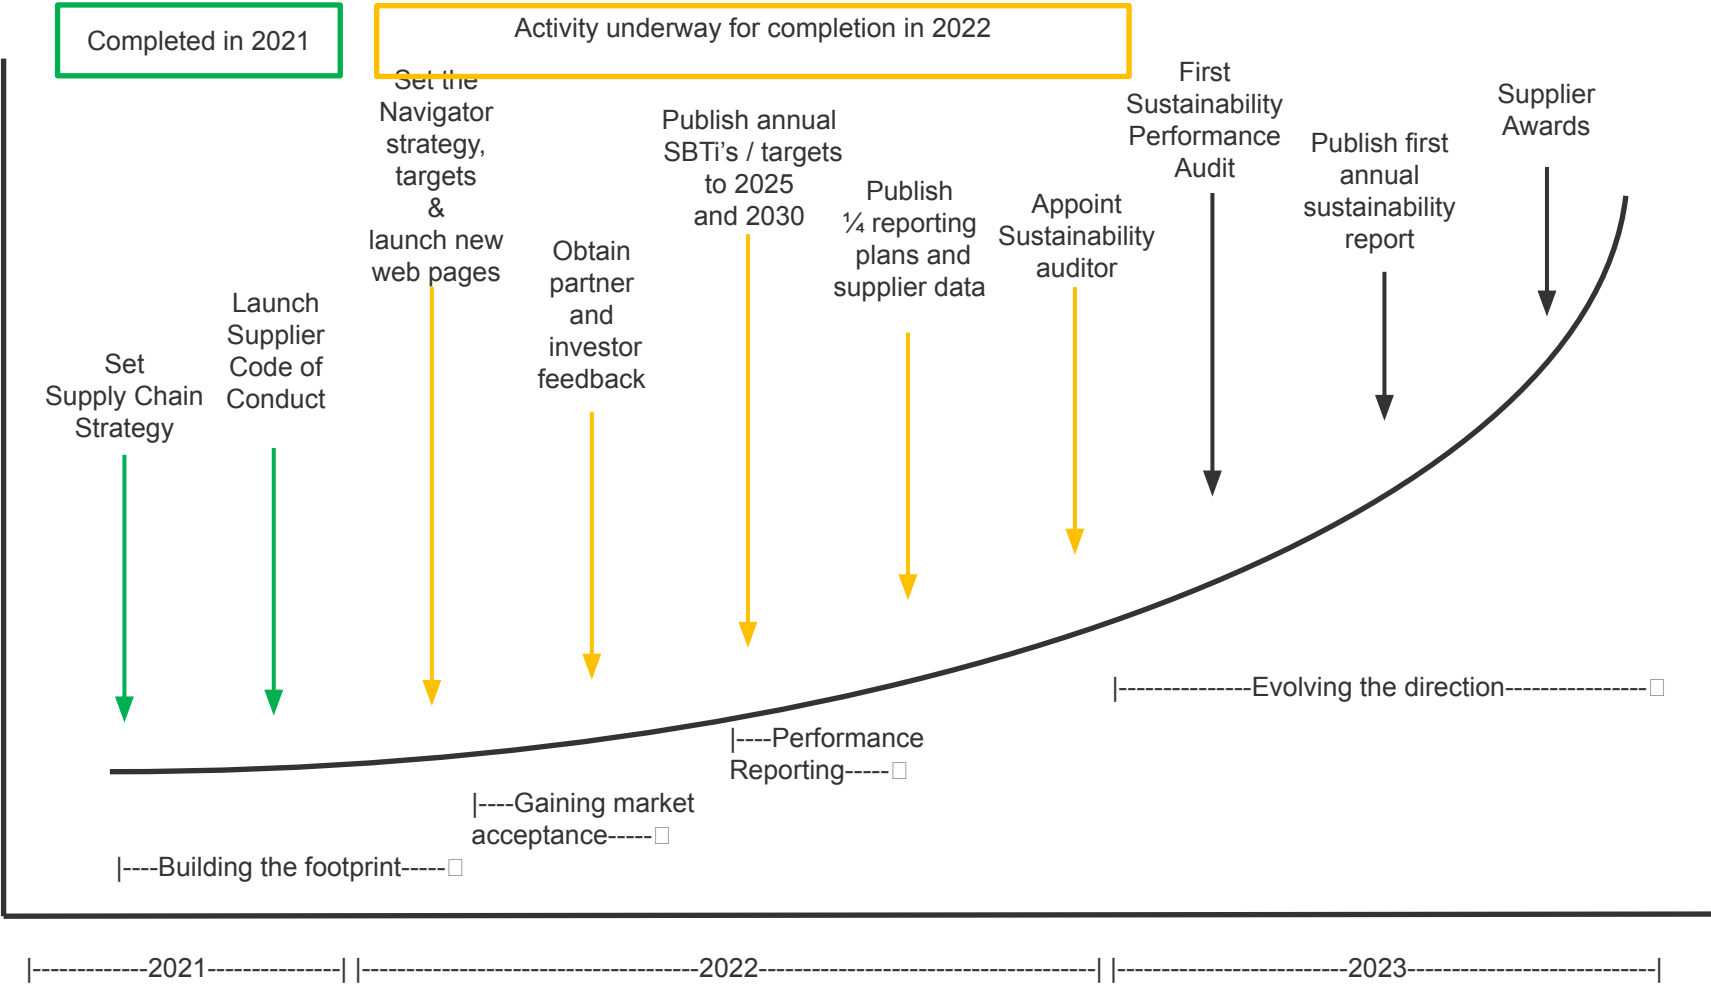 Completed in 2021
Activity underway for completion in 2022
Set
Supply Chain
Strategy
Launch
Supplier
Code of
Conduct
Set the
Navigator
strategy,
targets
&
launch new
web pages
Obtain
partner
and
investor
feedback
Publish annual
SBTi’s / targets
to 2025
and 2030
Publish
¼ reporting
plans and
supplier data
Appoint
Sustainability
auditor
First
Sustainability
Performance
Audit
Publish first
annual
sustainability
report
Supplier
Awards
|---------------Evolving the direction----------------
|----Performance
Reporting-----
|----Gaining market
acceptance-----
|----Building the footprint-----
|-------------2021---------------| |--------------------------------------2022--------------------------------------| |--------------------------2023----------------------------|